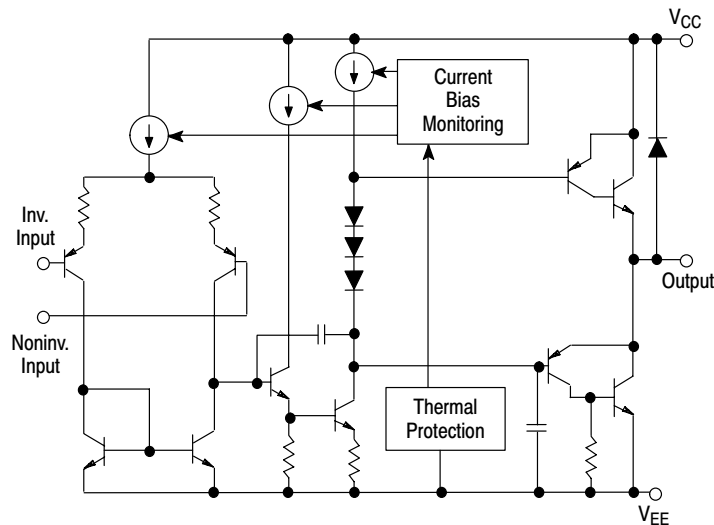 V_CC
Current
Bias
Monitoring
Inv.
Input
Output
Noninv.
Input
Thermal
Protection
V_EE